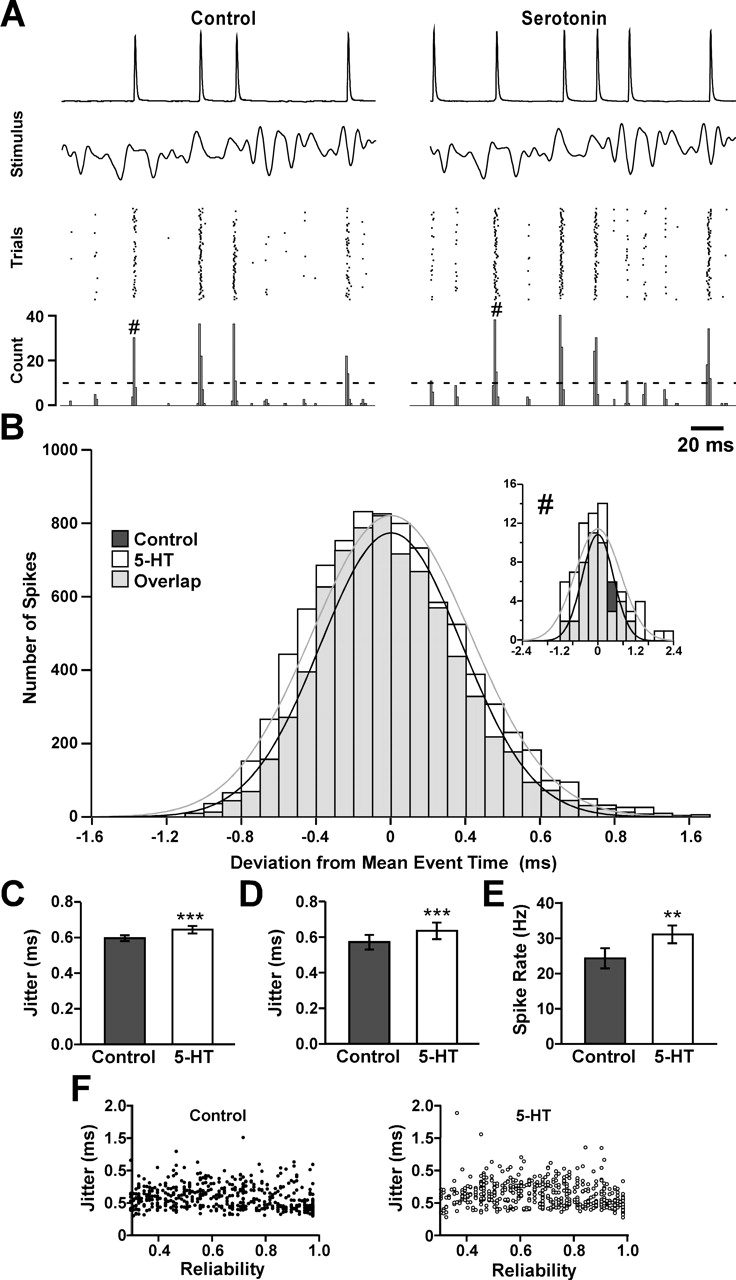 A
Control
Serotonin
Stimulus
Trials
Count
40
20
0
#
#
20 ms
B
1000
800
600
400
200
0
Number of Spikes
Control
5-HT
Overlap
#
16
12
8
4
0
-2.4
-1.2
0
1.2
2.4
-1.6
-1.2
-0.8
-0.4
0
0.4
0.6
0.8
1.6
Deviation from Mean Event Time (ms)
C
0.8
0.6
0.4
0.2
0.0
Jitter (ms)
***
Control
5-HT
D
0.8
0.6
0.4
0.2
0.0
Jitter (ms)
***
Control
5-HT
E
40
30
20
10
0
Spike Rate (Hz)
**
Control
5-HT
F
Control
2.0
1.5
0.5
0.5
0
Jitter (ms)
0.4
0.6
0.8
1.0
Reliability
5-HT
2.0
1.5
0.5
0.5
0
Jitter (ms)
0.4
0.6
0.8
1.0
Reliability